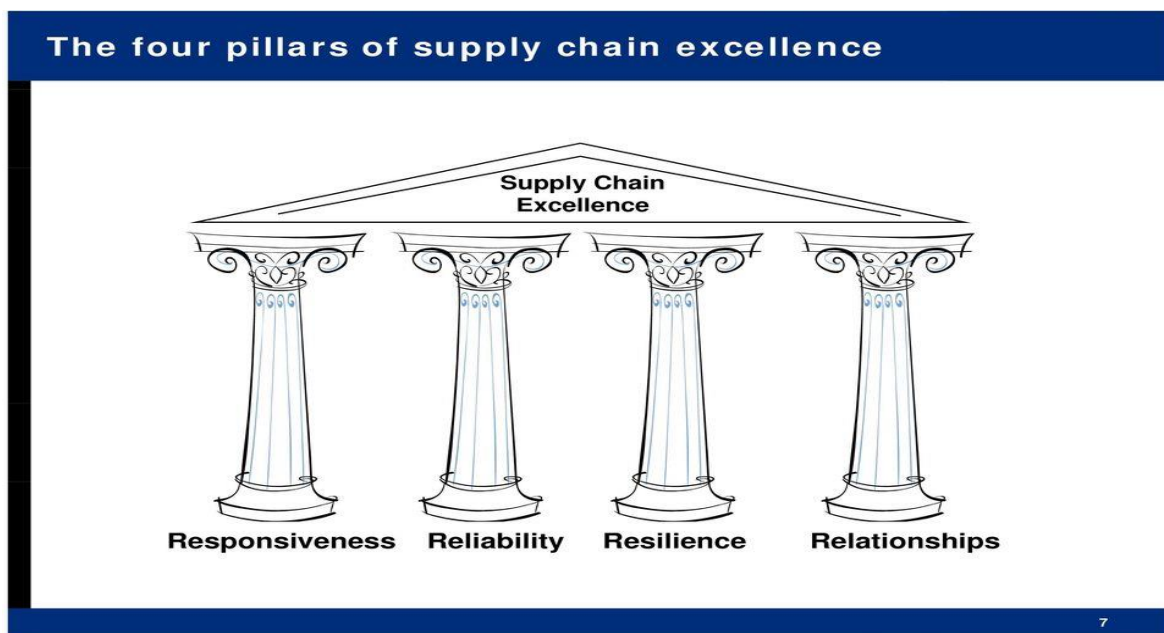 The four pillars of supply chain excellence
Supply Chain
Excellence
Responsiveness Reliability Resilience Relationships
7